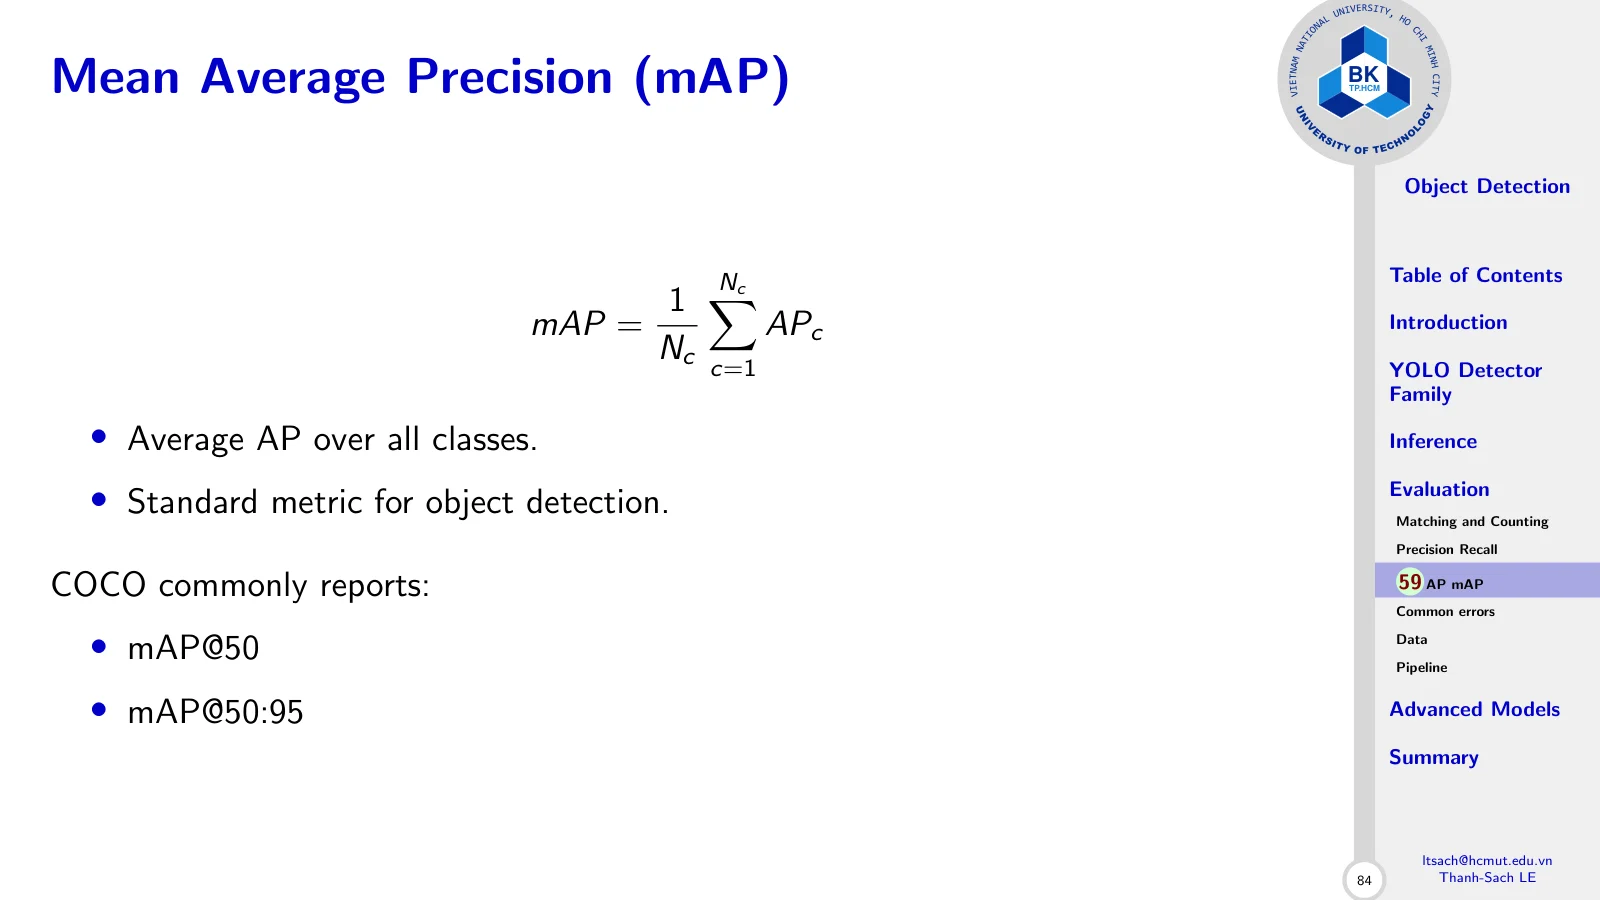 Mean Average Precision (mAP)
mAP = \frac{1}{N_c} \sum_{c=1}^{N_c} AP_c
• Average AP over all classes.
• Standard metric for object detection.
COCO commonly reports:
• mAP@50
• mAP@50:95
VIETNAM NATIONAL UNIVERSITY, HO CHI MINH CITY
BK
TP.HCM
UNIVERSITY OF TECHNOLOGY
Object Detection
Table of Contents
Introduction
YOLO Detector
Family
Inference
Evaluation
Matching and Counting
Precision Recall
59 AP mAP
Common errors
Data
Pipeline
Advanced Models
Summary
ltsach@hcmut.edu.vn
Thanh-Sach LE
84